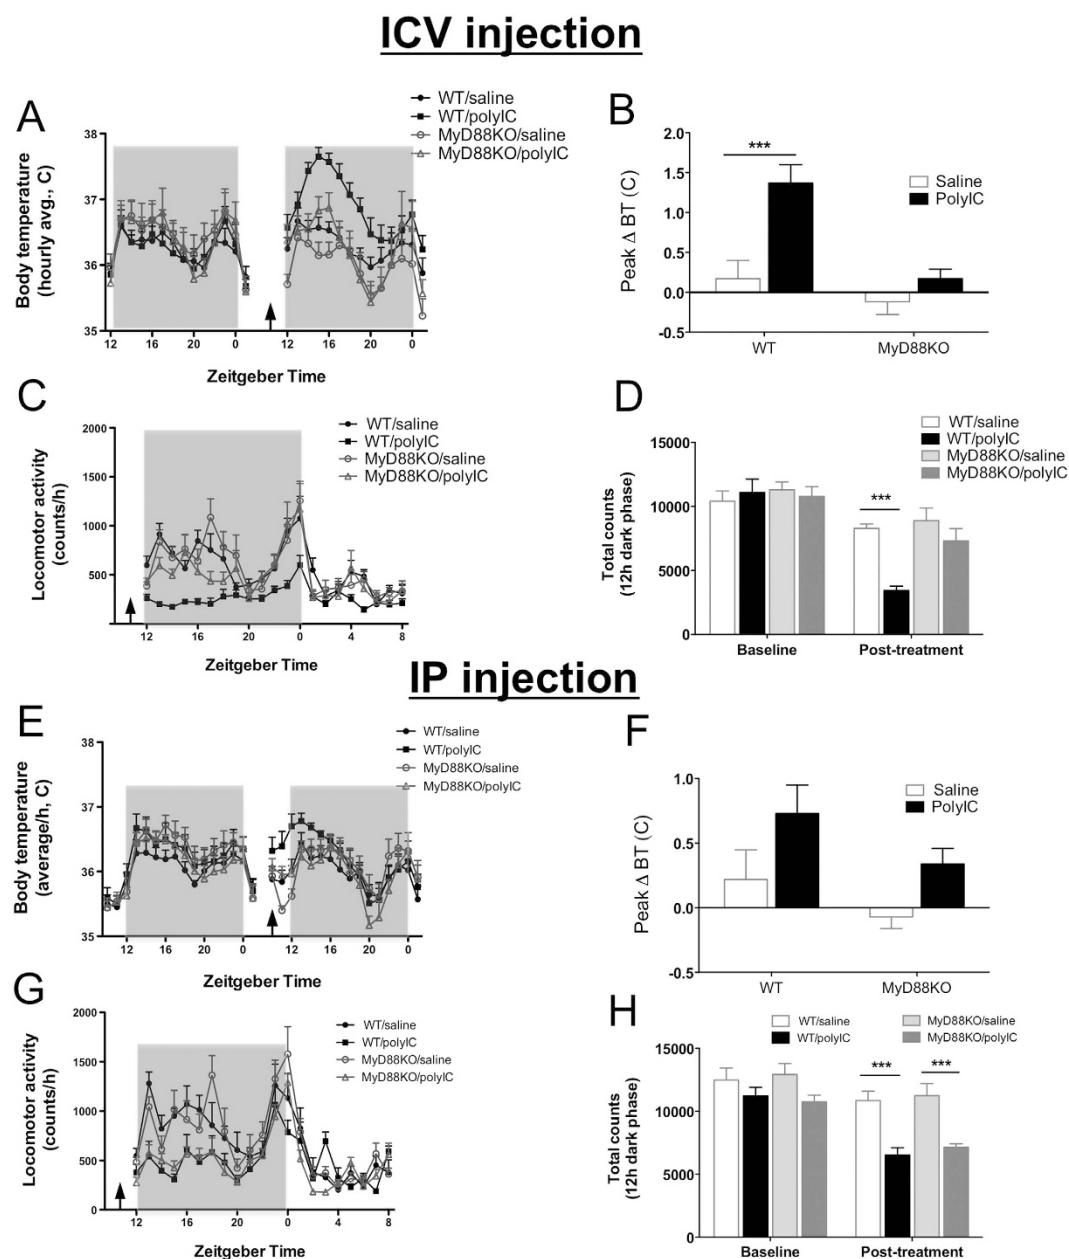 ICV injection
A
WT/saline
WT/polyIC
MyD88KO/saline
MyD88KO/polyIC
Body temperature
(hourly avg., C)
38
37
36
35
12 16 20 0 12 16 20 0
Zeitgeber Time
B
Peak Δ BT (C)
2.0
1.5
1.0
0.5
0.0
-0.5
***
Saline
PolyIC
WT MyD88KO
C
WT/saline
WT/polyIC
MyD88KO/saline
MyD88KO/polyIC
Locomotor activity
(counts/h)
2000
1500
1000
500
12 16 20 0 4 8
Zeitgeber Time
D
WT/saline
WT/polyIC
MyD88KO/saline
MyD88KO/polyIC
Total counts
(12h dark phase)
15000
10000
5000
0
***
Baseline Post-treatment
IP injection
E
WT/saline
WT/polyIC
MyD88KO/saline
MyD88KO/polyIC
Body temperature
(average/h, C)
38
37
36
35
12 16 20 0 12 16 20 0
Zeitgeber Time
F
Peak Δ BT (C)
1.0
0.5
0.0
-0.5
Saline
PolyIC
WT MyD88KO
G
WT/saline
WT/polyIC
MyD88KO/saline
MyD88KO/polyIC
Locomotor activity
(counts/h)
2000
1500
1000
500
0
12 16 20 0 4 8
Zeitgeber Time
H
WT/saline MyD88KO/saline
WT/polyIC MyD88KO/polyIC
Total counts
(12h dark phase)
15000
10000
5000
0
*** ***
Baseline Post-treatment